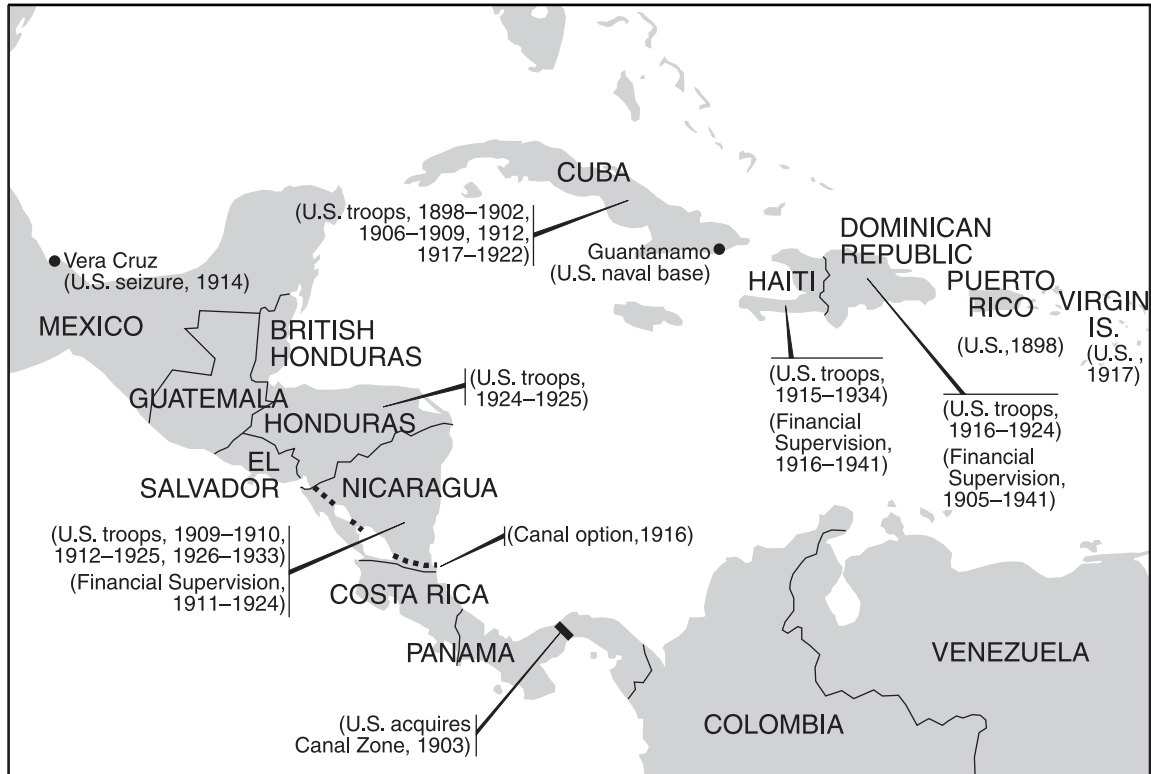 CUBA
(U.S. troops, 1898–1902,
1906–1909, 1912,
1917–1922)
Guantanamo
(U.S. naval base)
DOMINICAN
REPUBLIC
HAITI
PUERTO
RICO
(U.S.,1898)
VIRGIN
IS.
(U.S. ,
1917)
Vera Cruz
(U.S. seizure, 1914)
MEXICO
BRITISH
HONDURAS
GUATEMALA
HONDURAS
(U.S. troops,
1924–1925)
(U.S. troops,
1915–1934)
(Financial
Supervision,
1916–1941)
(U.S. troops,
1916–1924)
(Financial
Supervision,
1905–1941)
EL
SALVADOR
NICARAGUA
(U.S. troops, 1909–1910,
1912–1925, 1926–1933)
(Financial Supervision,
1911–1924)
(Canal option,1916)
COSTA RICA
PANAMA
(U.S. acquires
Canal Zone, 1903)
COLOMBIA
VENEZUELA